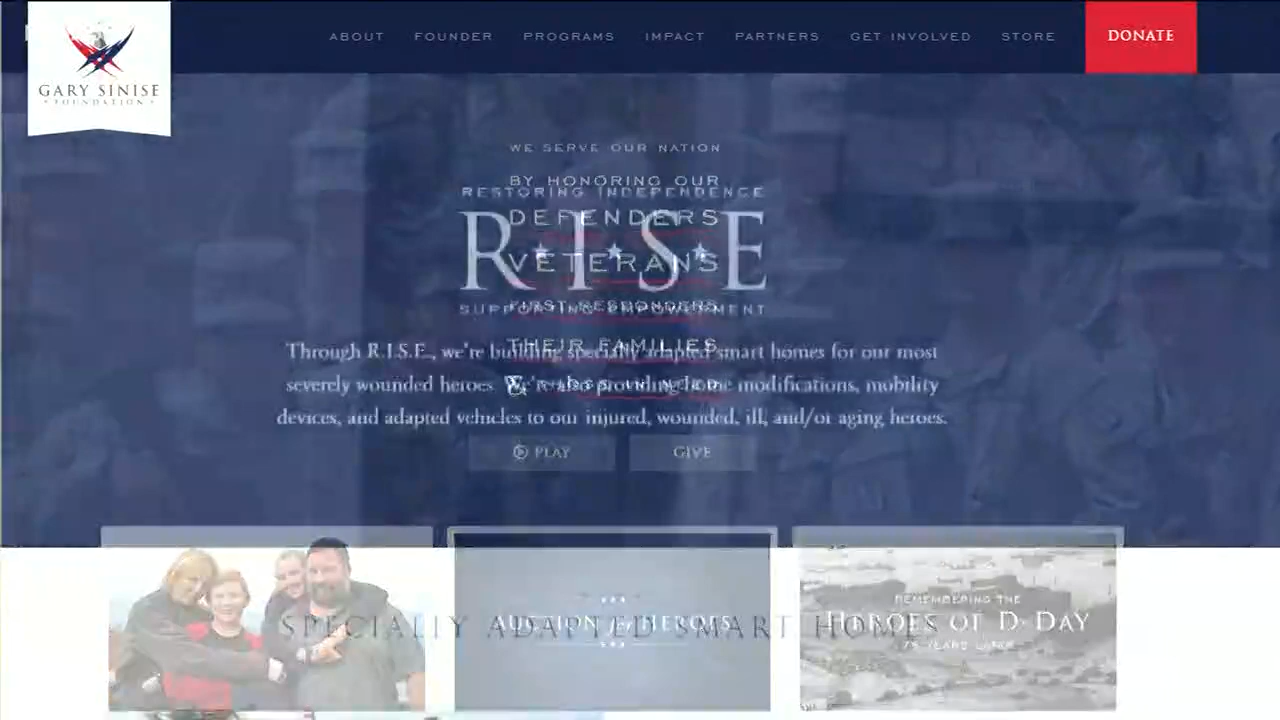 GARY SINISE
FOUNDATION
ABOUT
FOUNDER
PROGRAMS
IMPACT
PARTNERS
GET INVOLVED
STORE
DONATE
WE SERVE OUR NATION
BY HONORING OUR
RESTORING INDEPENDENCE
DEFENDERS
R.I.S.E
VETERANS
FIRST RESPONDERS
SUPPORTING EMPOWERMENT
THEIR FAMILIES
Through R.I.S.E., we're building specially adapted smart homes for our most
severely wounded heroes. We're also providing home modifications, mobility
& THOSE IN NEED
devices, and adapted vehicles to our injured, wounded, ill, and/or aging heroes.
PLAY
GIVE
AUCTION for HEROES
SPECIALLY ADAPTED SMART HOMES
REMEMBERING THE
HEROES OF D-DAY
75 YEARS LATER